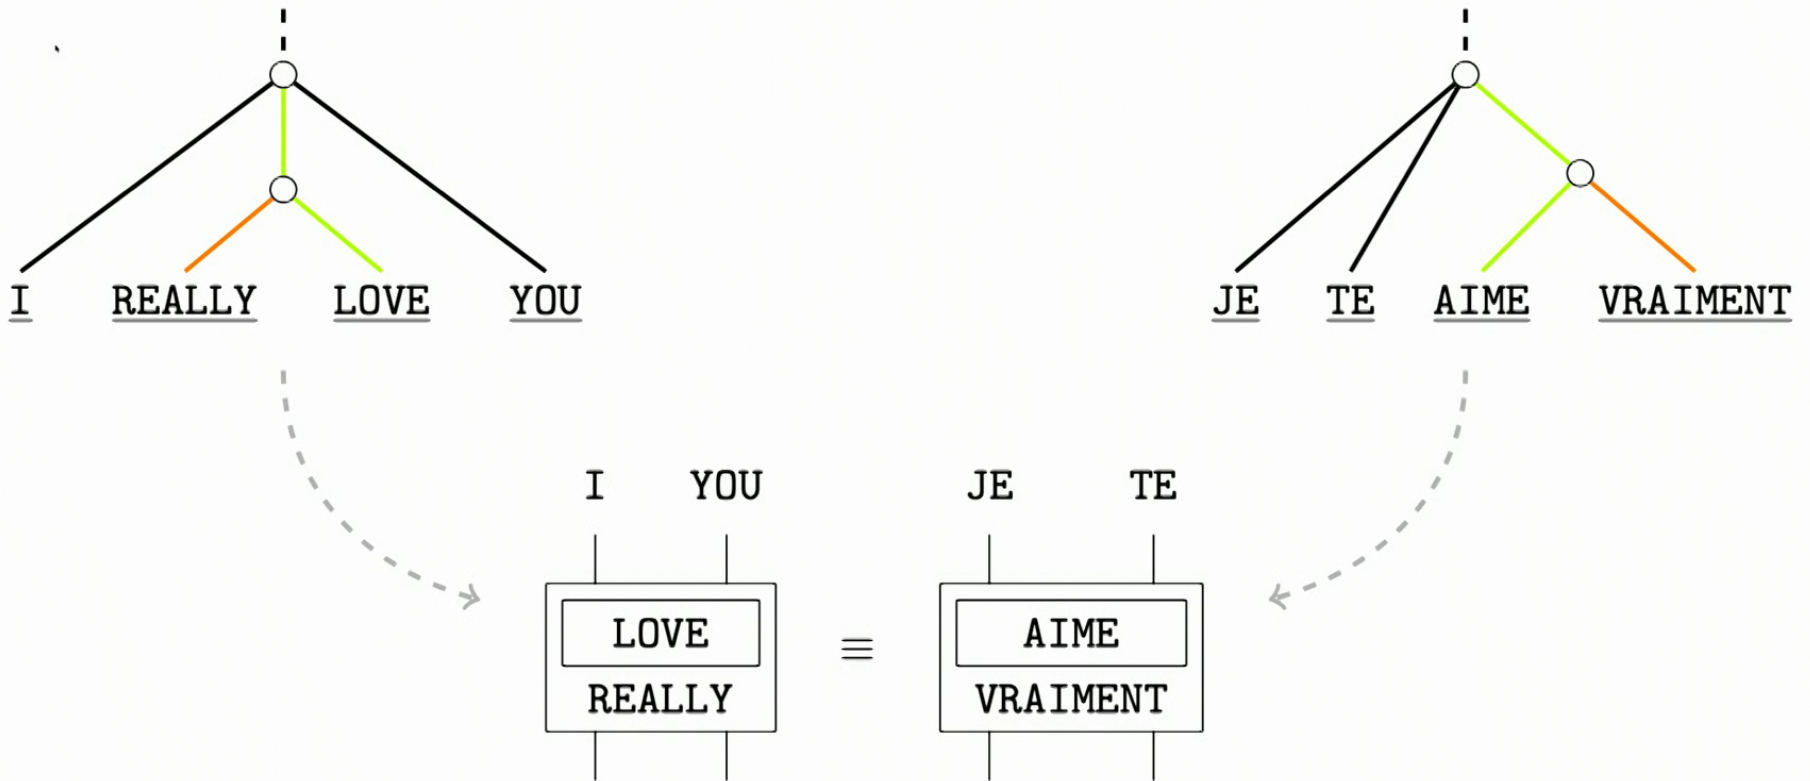 I REALLY LOVE YOU
JE TE AIME VRAIMENT
I YOU
JE TE
LOVE
REALLY
≡
AIME
VRAIMENT